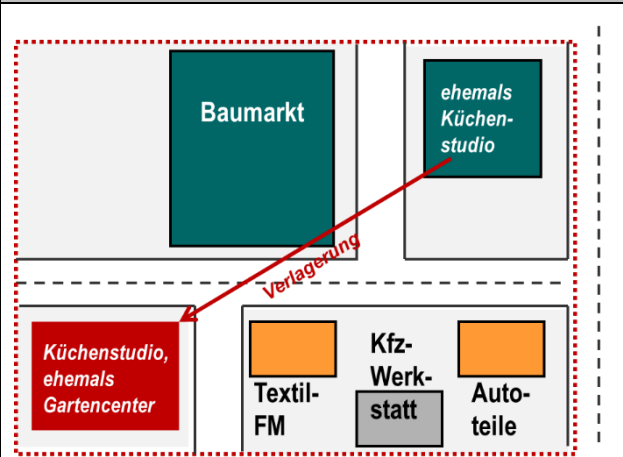 Baumarkt
ehemals
Küchen-
studio
Verlagerung
Küchenstudio,
ehemals
Gartencenter
Textil-
FM
Kfz-
Werk-
statt
Auto-
teile